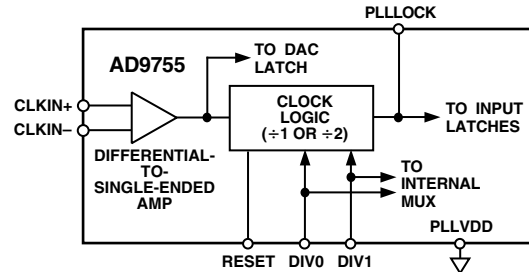 PLLLOCK
AD9755
TO DAC
LATCH
CLKIN+
CLKIN–
CLOCK
LOGIC
(÷1 OR ÷2)
TO INPUT
LATCHES
DIFFERENTIAL-
TO-
SINGLE-ENDED
AMP
TO
INTERNAL
MUX
PLLVDD
RESET DIV0 DIV1